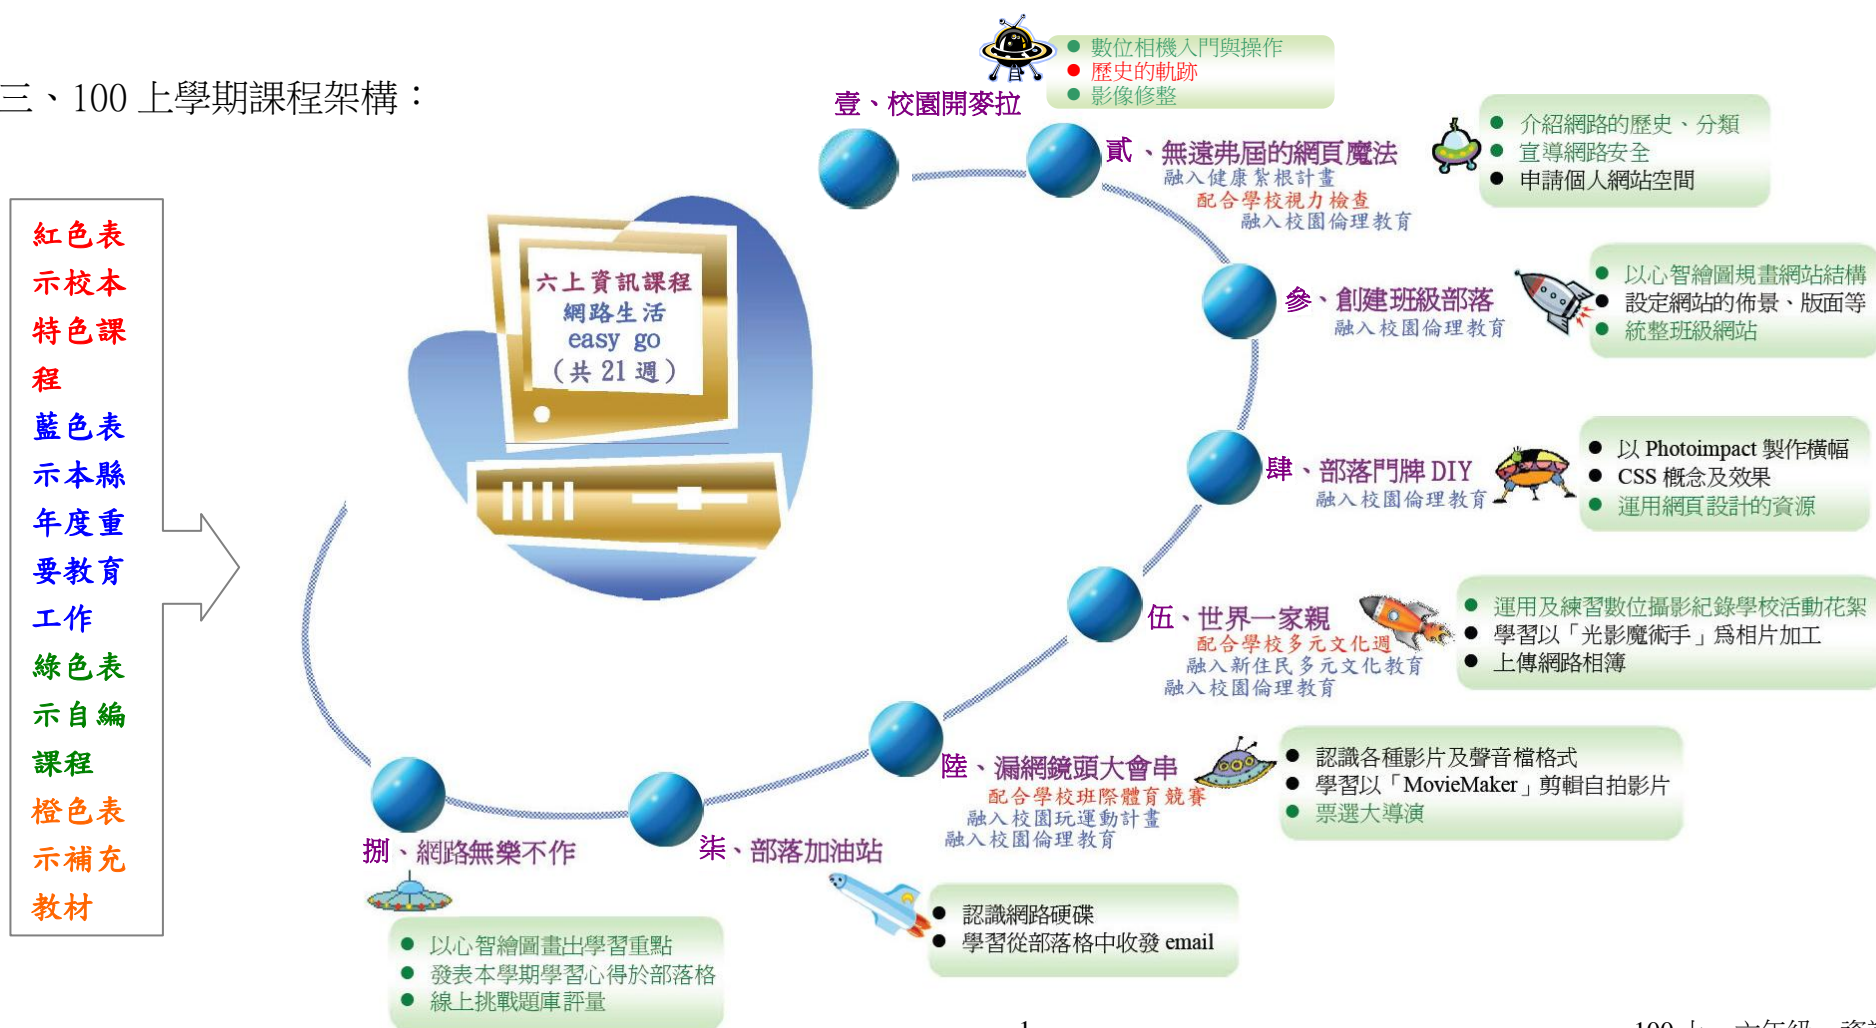 三、100 上學期課程架構：
紅色表
示校本
特色課
程
藍色表
示本縣
年度重
要教育
工作
綠色表
示自編
課程
橙色表
示補充
教材
六上資訊課程
網路生活
easy go
（共 21 週）
壹、校園開麥拉
數位相機入門與操作
歷史的軌跡
影像修整
貳、無遠弗屆的網頁魔法
融入健康紮根計畫
配合學校視力檢查
融入校園倫理教育
介紹網路的歷史、分類
宣導網路安全
申請個人網站空間
參、創建班級部落
融入校園倫理教育
以心智繪圖規畫網站結構
設定網站的佈景、版面等
統整班級網站
肆、部落門牌 DIY
融入校園倫理教育
以 Photoimpact 製作橫幅
CSS 概念及效果
運用網頁設計的資源
伍、世界一家親
配合學校多元文化週
融入新住民多元文化教育
融入校園倫理教育
運用及練習數位攝影紀錄學校活動花絮
學習以「光影魔術手」為相片加工
上傳網路相簿
陸、漏網鏡頭大會串
配合學校班際體育競賽
融入校園玩運動計畫
融入校園倫理教育
認識各種影片及聲音檔格式
學習以「MovieMaker」剪輯自拍影片
票選大導演
柒、部落加油站
認識網路硬碟
學習從部落格中收發 email
捌、網路無樂不作
以心智繪圖畫出學習重點
發表本學期學習心得於部落格
線上挑戰題庫評量